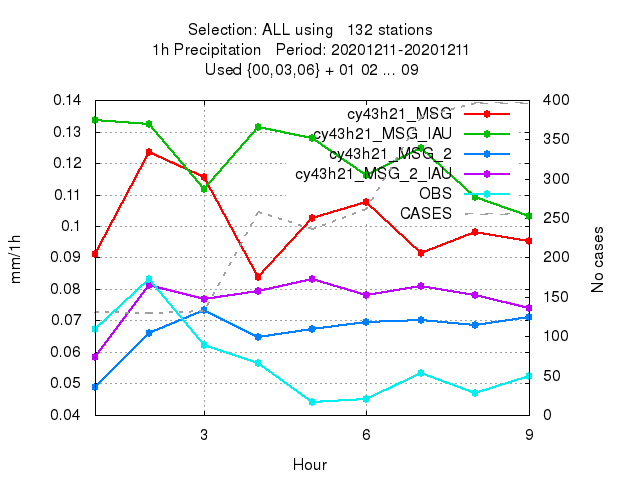 Selection: ALL using 132 stations
1h Precipitation Period: 20201211-20201211
Used {00,03,06} + 01 02 ... 09
0.14 400
cy43h21_MSG
0.13 350
cy43h21_MSG_IAU
cy43h21_MSG_2
0.12 300
cy43h21_MSG_2_IAU
0.11 OBS
CASES 250
0.1
0.09 200
0.08 150
0.07 100
0.06
0.05 50
0.04 0
3 6 9
Hour
mm/1h
No cases